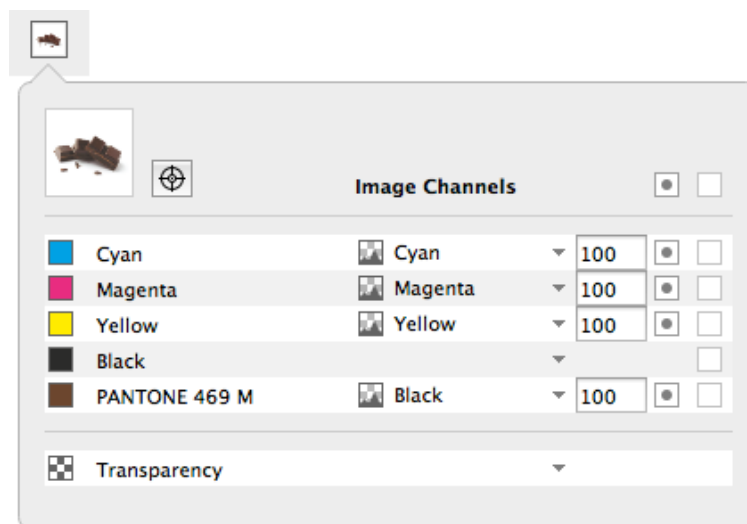 Image Channels
Cyan Cyan 100
Magenta Magenta 100
Yellow Yellow 100
Black
PANTONE 469 M Black 100
Transparency